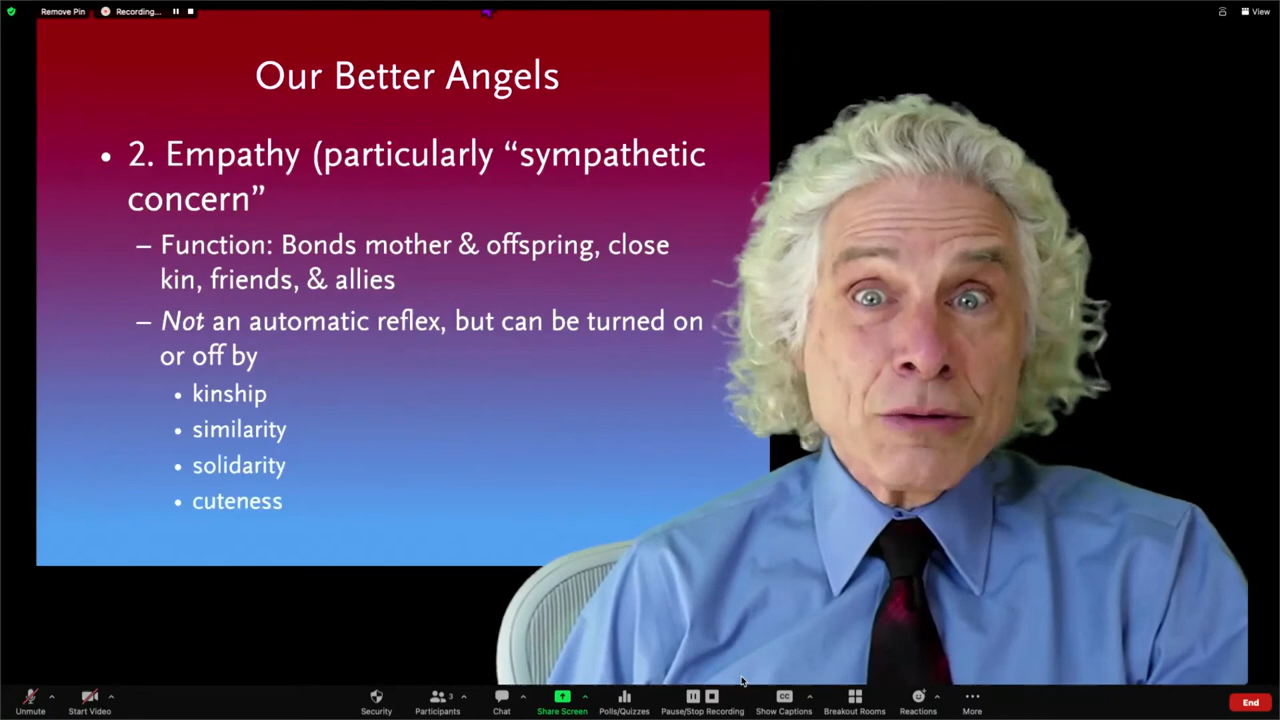 Remove Pin
Recording...
View
Our Better Angels
• 2. Empathy (particularly “sympathetic
concern”
– Function: Bonds mother & offspring, close
kin, friends, & allies
– Not an automatic reflex, but can be turned on
or off by
• kinship
• similarity
• solidarity
• cuteness
Unmute
Start Video
Security
Participants
3
Chat
Share Screen
Polls/Quizzes
Pause/Stop Recording
CC
Show Captions
Breakout Rooms
Reactions
More
End